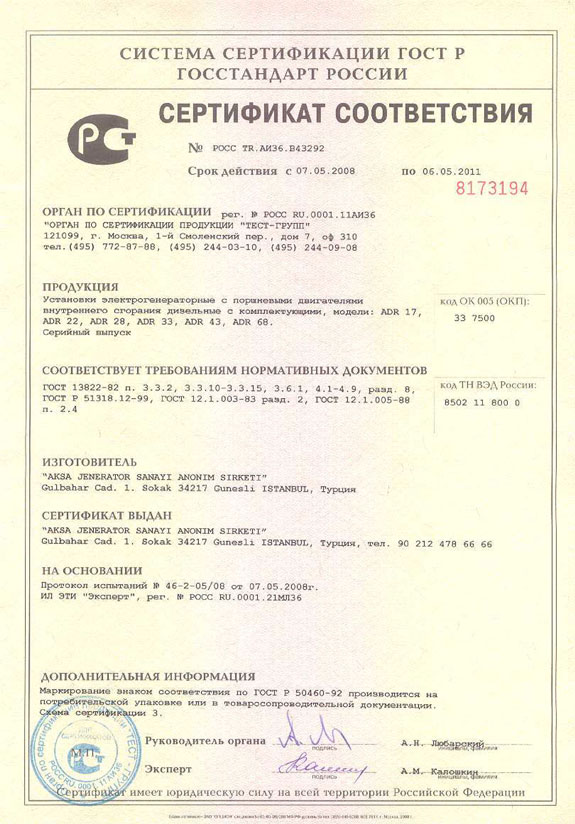 СИСТЕМА СЕРТИФИКАЦИИ ГОСТ Р
ГОССТАНДАРТ РОССИИ
РСТ
СЕРТИФИКАТ СООТВЕТСТВИЯ
№ РОСС TR.АИ36.В43292
Срок действия с 07.05.2008 по 06.05.2011
8173194
ОРГАН ПО СЕРТИФИКАЦИИ рег. № РОСС RU.0001.11АИ36
"ОРГАН ПО СЕРТИФИКАЦИИ ПРОДУКЦИИ "ТЕСТ-ГРУПП"
121099, г. Москва, 1-й Смоленский пер., дом 7, оф 310
тел.(495) 772-87-88, (495) 244-03-10, (495) 244-09-08
ПРОДУКЦИЯ
Установки электрогенераторные с поршневыми двигателями
внутреннего сгорания дизельные с комплектующими, модели: ADR 17,
ADR 22, ADR 28, ADR 33, ADR 43, ADR 68.
Серийный выпуск
код ОК 005 (ОКП):
33 7500
СООТВЕТСТВУЕТ ТРЕБОВАНИЯМ НОРМАТИВНЫХ ДОКУМЕНТОВ
ГОСТ 13822-82 п. 3.3.2, 3.3.10-3.3.15, 3.6.1, 4.1-4.9, разд. 8,
ГОСТ Р 51318.12-99, ГОСТ 12.1.003-83 разд. 2, ГОСТ 12.1.005-88
п. 2.4
код ТН ВЭД России:
8502 11 800 0
ИЗГОТОВИТЕЛЬ
"AKSA JENERATOR SANAYI ANONIM SIRKETI"
Gulbahar Cad. 1. Sokak 34217 Gunesli ISTANBUL, Турция
СЕРТИФИКАТ ВЫДАН
"AKSA JENERATOR SANAYI ANONIM SIRKETI"
Gulbahar Cad. 1. Sokak 34217 Gunesli ISTANBUL, Турция, тел. 90 212 478 66 66
НА ОСНОВАНИИ
Протокол испытаний № 46-2-05/08 от 07.05.2008г.
ИЛ ЭТИ "Эксперт", рег. № РОСС RU.0001.21МЛ36
ДОПОЛНИТЕЛЬНАЯ ИНФОРМАЦИЯ
Маркирование знаком соответствия по ГОСТ Р 50460-92 производится на
потребительской упаковке или в товаросопроводительной документации.
Схема сертификации 3.
М.П.
Руководитель органа
подпись
А.Н. Любарский
инициалы, фамилия
Эксперт
подпись
А.М. Калошкин
инициалы, фамилия
Сертификат имеет юридическую силу на всей территории Российской Федерации